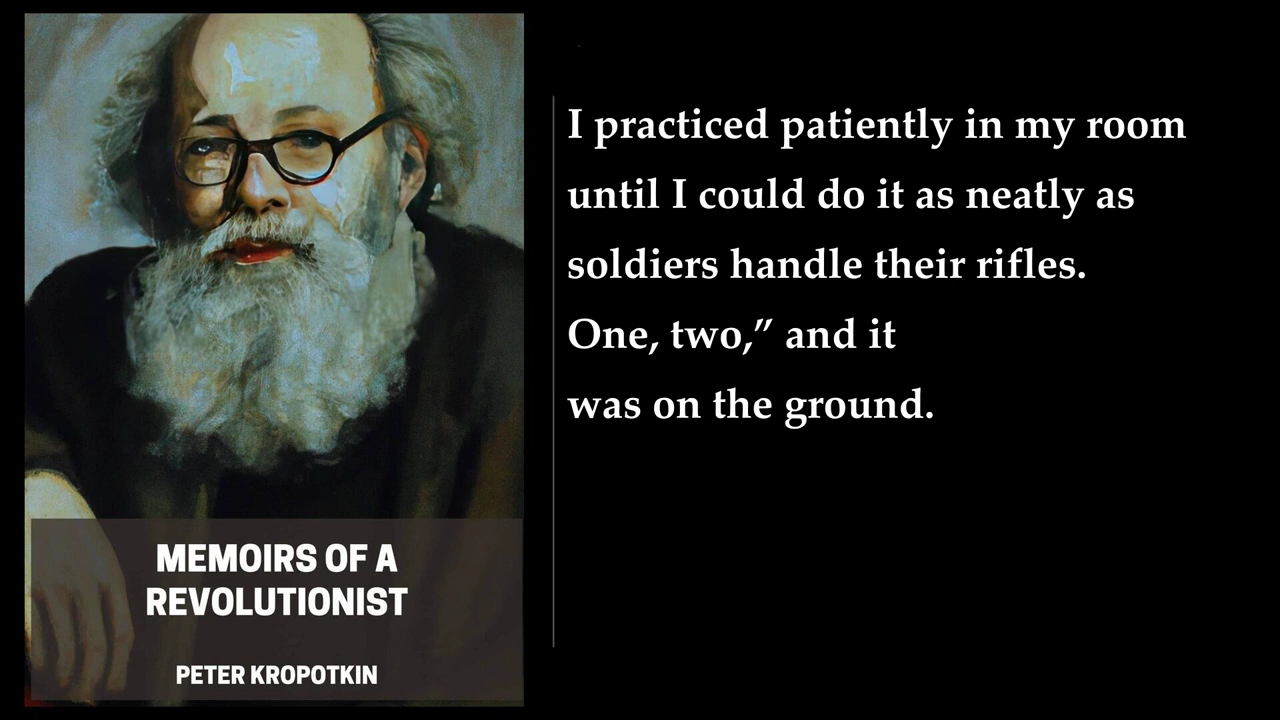 MEMOIRS OF A
REVOLUTIONIST
PETER KROPOTKIN
I practiced patiently in my room
until I could do it as neatly as
soldiers handle their rifles.
One, two,” and it
was on the ground.